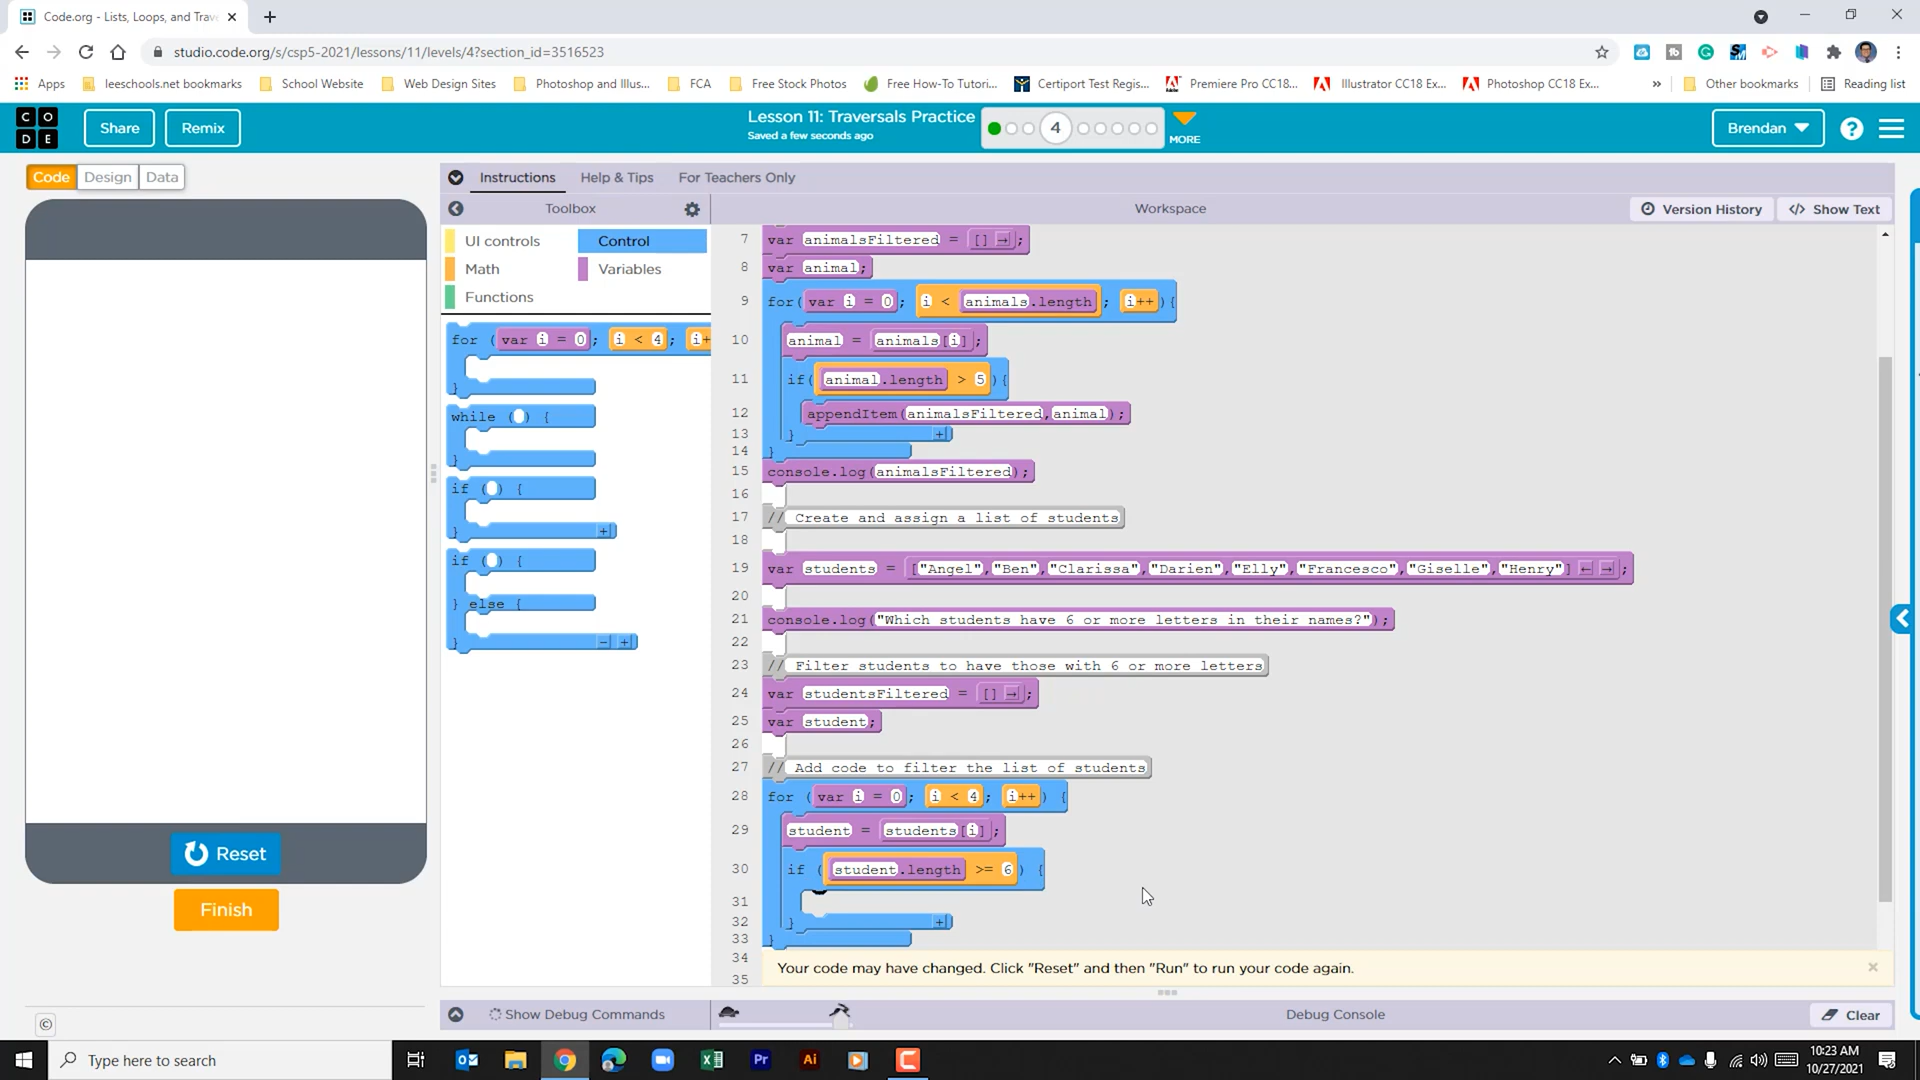 Code.org - Lists, Loops, and Trav
studio.code.org/s/csp5-2021/lessons/11/levels/4?section_id=3516523
Apps
leeschools.net bookmarks
School Website
Web Design Sites
Photoshop and Illus...
FCA
Free Stock Photos
Free How-To Tutori...
Certiport Test Regis...
Premiere Pro CC18...
Illustrator CC18 Ex...
Photoshop CC18 Ex...
»
Other bookmarks
Reading list
C O
D E
Share
Remix
Lesson 11: Traversals Practice
Saved a few seconds ago
4
MORE
Brendan
?
Code
Design
Data
Instructions
Help & Tips
For Teachers Only
Toolbox
Workspace
Version History
</> Show Text
UI controls
Control
Math
Variables
Functions
for (var i = 0; i < 4; i+
}
while () {
}
if () {
}
if () {
} else {
}
7 var animalsFiltered = [];
8 var animal;
9 for(var i = 0; i < animals.length; i++){
10 animal = animals[i];
11 if(animal.length > 5){
12 appendItem(animalsFiltered,animal);
13 }
14 }
15 console.log(animalsFiltered);
16
17 // Create and assign a list of students
18
19 var students = ["Angel","Ben","Clarissa","Darien","Elly","Francesco","Giselle","Henry"];
20
21 console.log("Which students have 6 or more letters in their names?");
22
23 // Filter students to have those with 6 or more letters
24 var studentsFiltered = [];
25 var student;
26
27 // Add code to filter the list of students
28 for (var i = 0; i < 4; i++) {
29 student = students[i];
30 if (student.length >= 6) {
31
32 }
33 }
34
35
Your code may have changed. Click "Reset" and then "Run" to run your code again.
Reset
Finish
©
Show Debug Commands
Debug Console
Clear
Type here to search
Pr
Ai
10:23 AM
10/27/2021